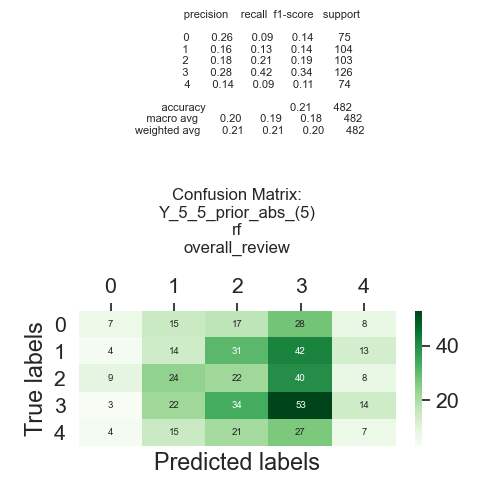 precision recall f1-score support
0 0.26 0.09 0.14 75
1 0.16 0.13 0.14 104
2 0.18 0.21 0.19 103
3 0.28 0.42 0.34 126
4 0.14 0.09 0.11 74
accuracy 0.21 482
macro avg 0.20 0.19 0.18 482
weighted avg 0.21 0.21 0.20 482
Confusion Matrix:
Y_5_5_prior_abs_(5)
rf
overall_review
0 1 2 3 4
0 7 15 17 28 8
1 4 14 31 42 13
2 9 24 22 40 8
3 3 22 34 53 14
4 4 15 21 27 7
True labels
Predicted labels
40
20